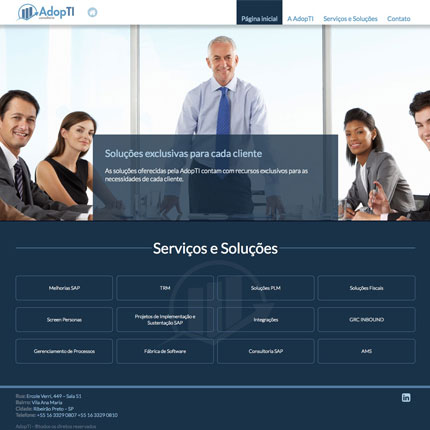 AdopTI
Página inicial
A AdopTI
Serviços e Soluções
Contato
Soluções exclusivas para cada cliente
As soluções oferecidas pela AdopTI contam com recursos exclusivos para as
necessidades de cada cliente.
Serviços e Soluções
Melhorias SAP
TRM
Soluções PLM
Soluções Fiscais
Screen Personas
Projetos de Implementação e
Sustentação SAP
Integrações
GRC INBOUND
Gerenciamento de Processos
Fábrica de Software
Consultoria SAP
AMS
Rua: Ercole Verri, 449 - Sala 51
Bairro: Vila Ana Maria
Cidade: Ribeirão Preto - SP
Telefone: +55 16 3329 0807 +55 16 3329 0810
in